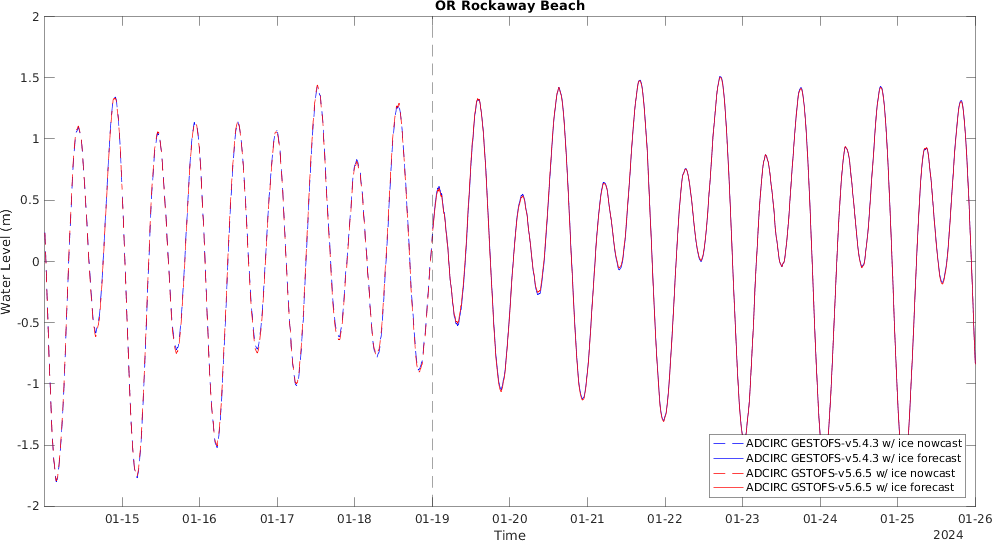 OR Rockaway Beach
2
1.5
1
0.5
0
-0.5
-1
-1.5
-2
Water Level (m)
ADCIRC GESTOFS-v5.4.3 w/ ice nowcast
ADCIRC GESTOFS-v5.4.3 w/ ice forecast
ADCIRC GSTOFS-v5.6.5 w/ ice nowcast
ADCIRC GSTOFS-v5.6.5 w/ ice forecast
01-15 01-16 01-17 01-18 01-19 01-20 01-21 01-22 01-23 01-24 01-25 01-26
Time
2024